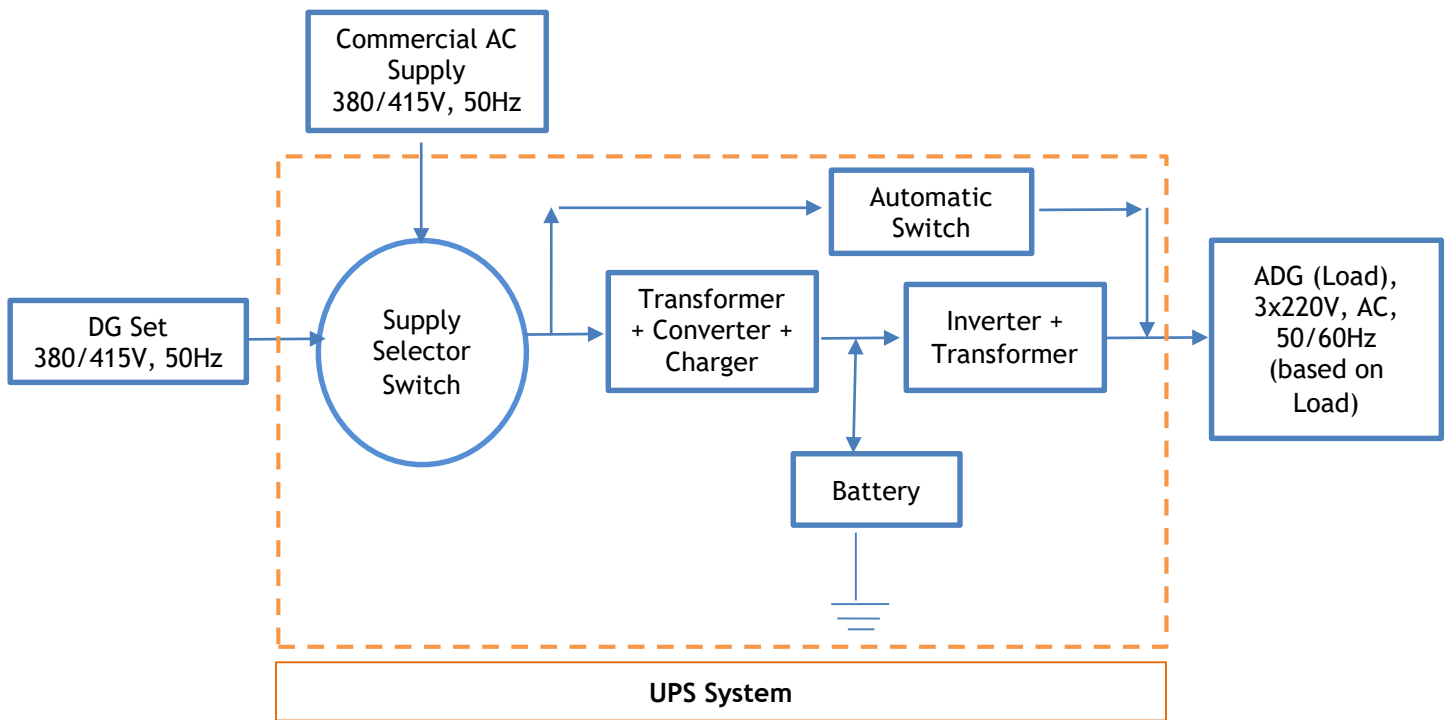 Commercial AC
Supply
380/415V, 50Hz
Automatic
Switch
DG Set
380/415V, 50Hz
Supply
Selector
Switch
Transformer
+ Converter +
Charger
Inverter +
Transformer
ADG (Load),
3x220V, AC,
50/60Hz
(based on
Load)
Battery
UPS System